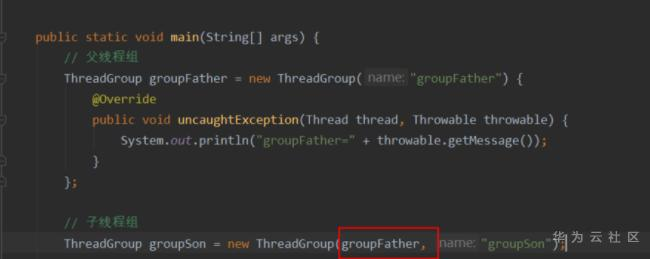 public static void main(String[] args) {
// 父线程组
ThreadGroup groupFather = new ThreadGroup( name: "groupFather") {
@Override
public void uncaughtException(Thread thread, Throwable throwable) {
System.out.println("groupFather=" + throwable.getMessage());
}
};
// 子线程组
ThreadGroup groupSon = new ThreadGroup(groupFather, name: "groupSon");
华为云社区